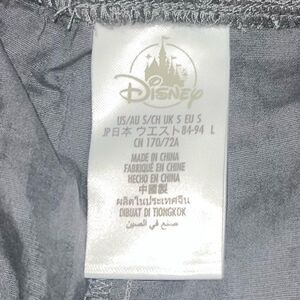 Disney
US/AU S/CH UK S EU S
JP日本 ウエスト84-94 L
CN 170/72A
MADE IN CHINA
FABRIQUÉ EN CHINE
HECHO EN CHINA
中國製
ผลิตในประเทศจีน
DIBUAT DI TIONGKOK
صنع في الصين